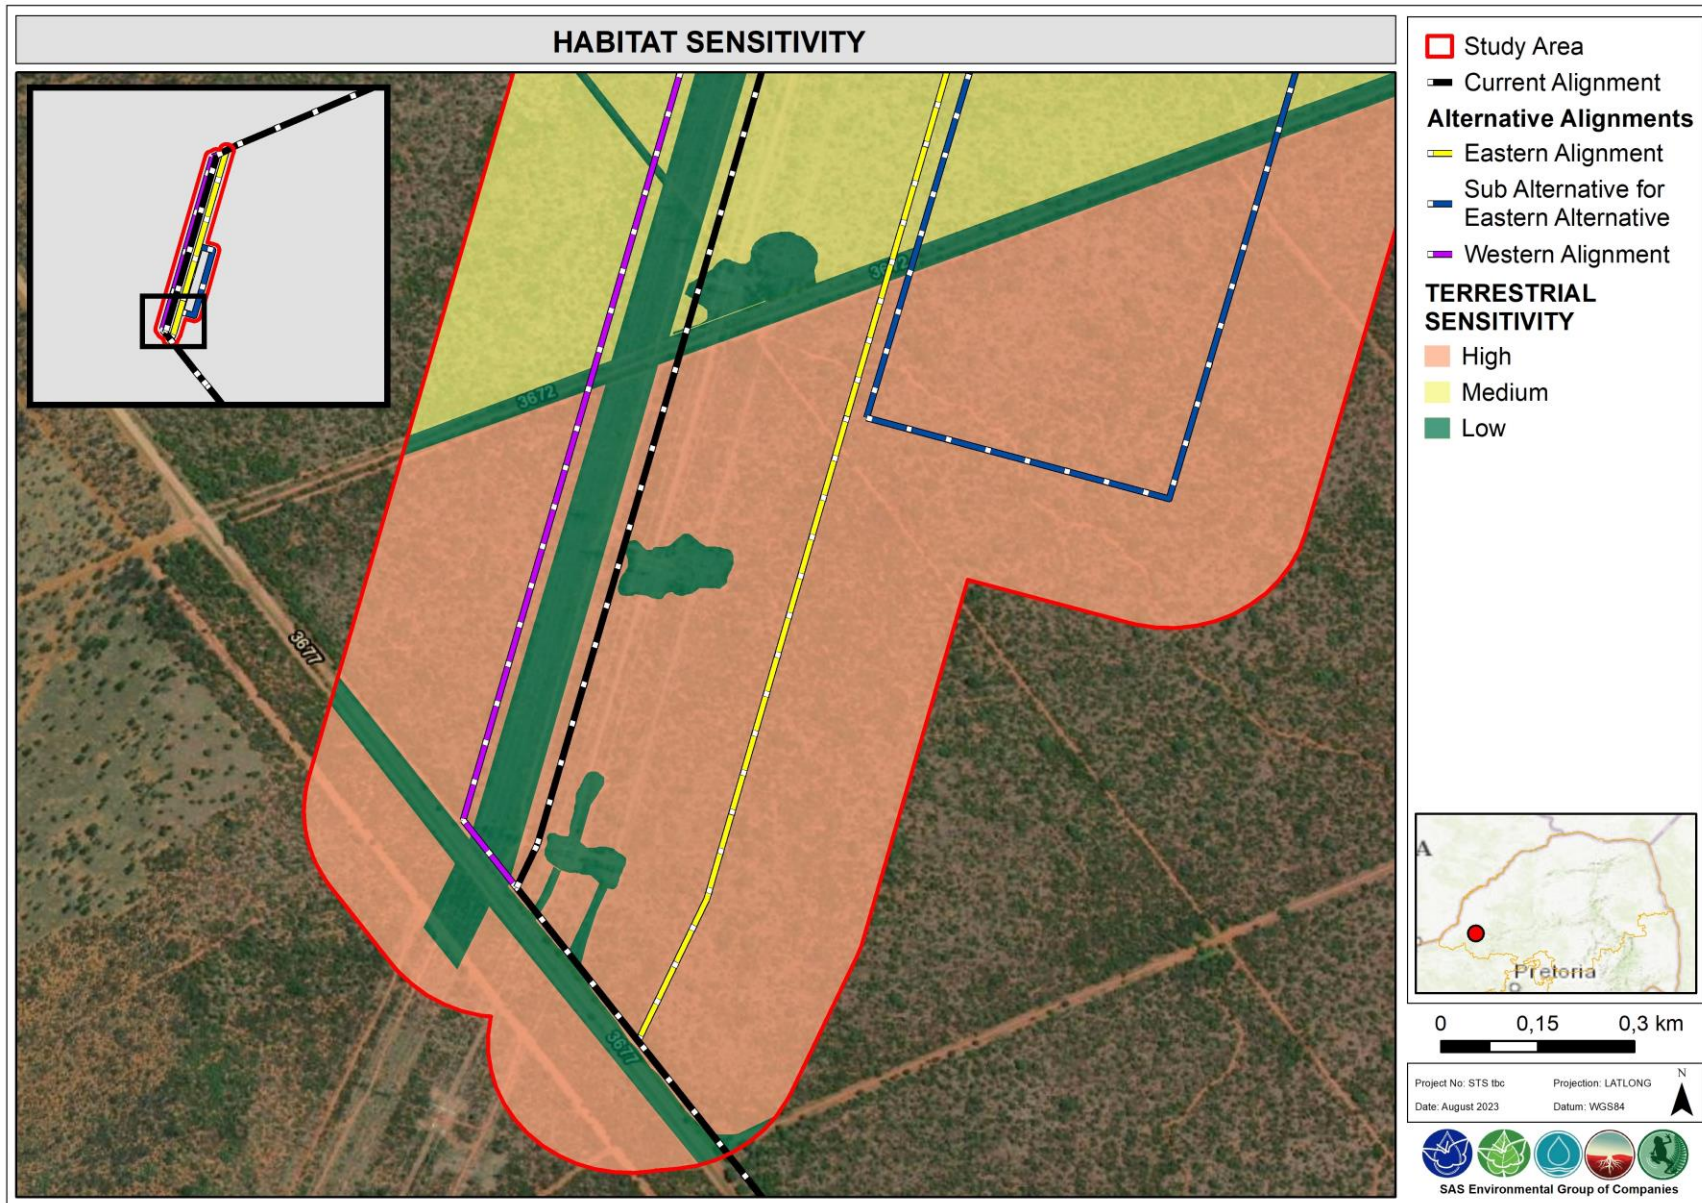 HABITAT SENSITIVITY
3672
3672
3677
3677
Study Area
Current Alignment
Alternative Alignments
Eastern Alignment
Sub Alternative for
Eastern Alternative
Western Alignment
TERRESTRIAL
SENSITIVITY
High
Medium
Low
A
Pretoria
0 0,15 0,3 km
Project No: STS tbc Projection: LATLONG
Date: August 2023 Datum: WGS84
N
SAS Environmental Group of Companies